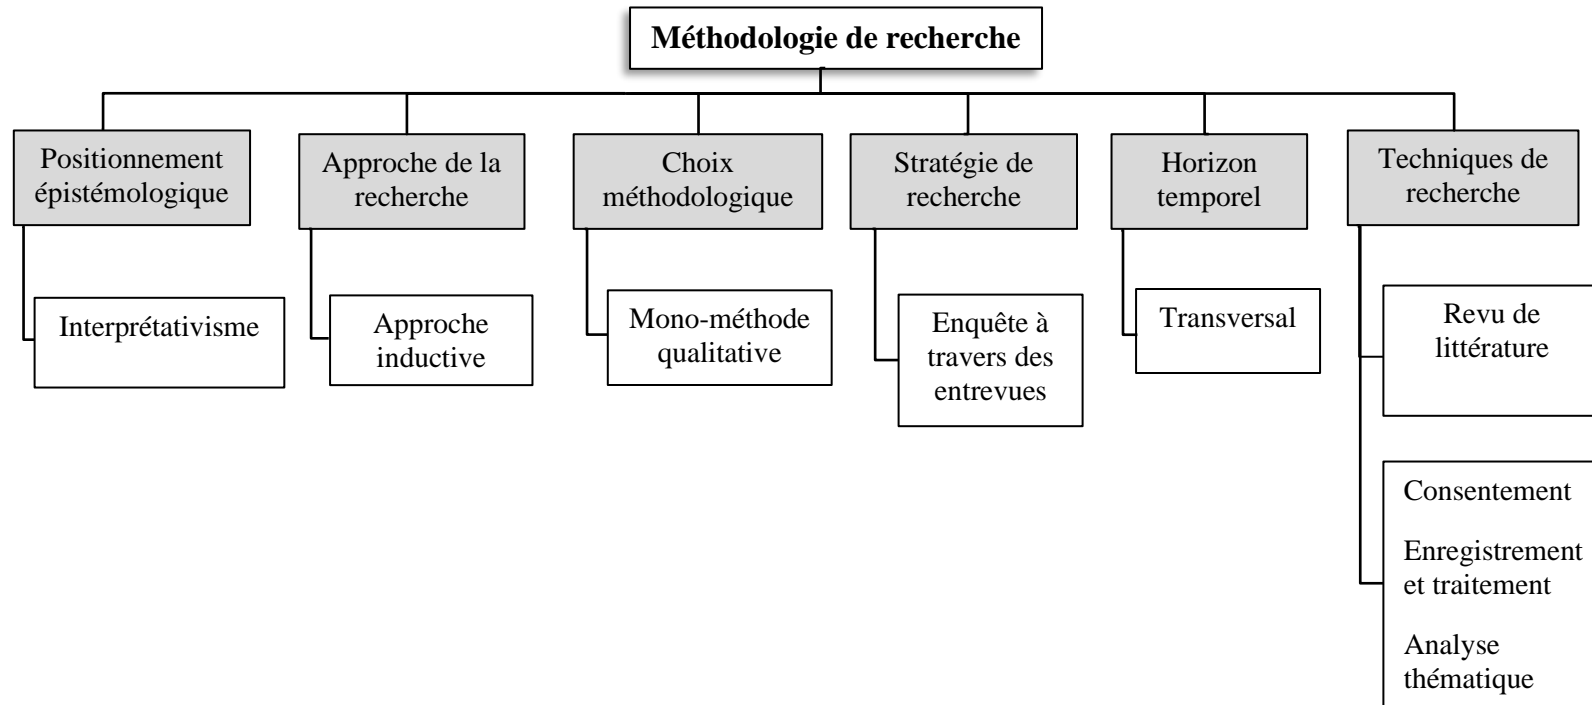 Méthodologie de recherche
Positionnement
épistémologique
Approche de la
recherche
Choix
méthodologique
Stratégie de
recherche
Horizon
temporel
Techniques de
recherche
Interprétativisme
Approche
inductive
Mono-méthode
qualitative
Enquête à
travers des
entrevues
Transversal
Revu de
littérature
Consentement
Enregistrement
et traitement
Analyse
thématique